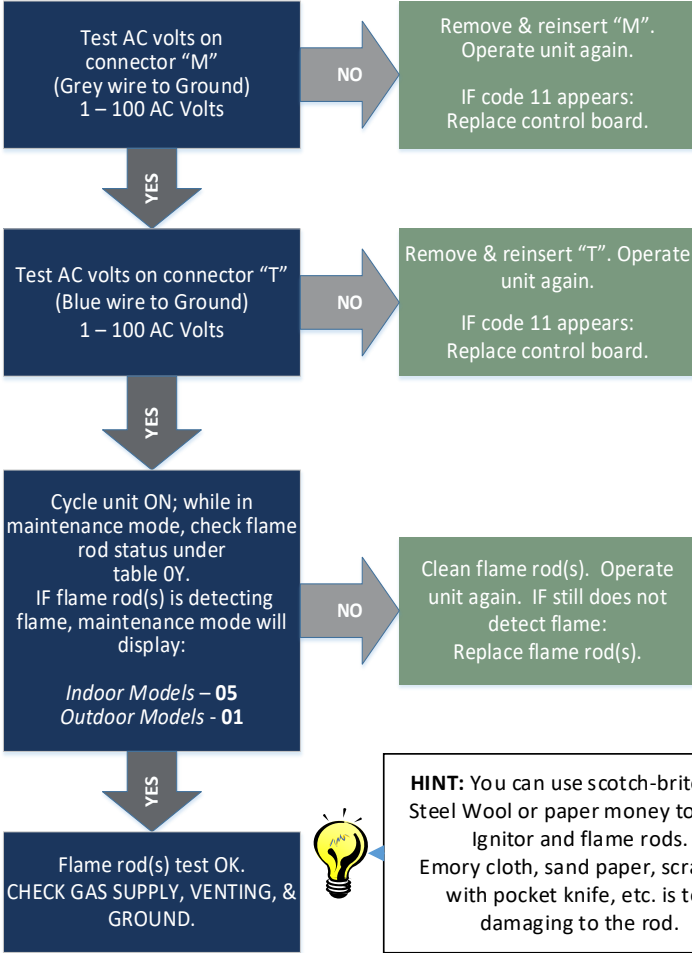 Test AC volts on
connector “M”
(Grey wire to Ground)
1 – 100 AC Volts
NO
Remove & reinsert “M”.
Operate unit again.
IF code 11 appears:
Replace control board.
YES
Test AC volts on connector “T”
(Blue wire to Ground)
1 – 100 AC Volts
NO
Remove & reinsert “T”. Operate
unit again.
IF code 11 appears:
Replace control board.
YES
Cycle unit ON; while in
maintenance mode, check flame
rod status under
table 0Y.
IF flame rod(s) is detecting
flame, maintenance mode will
display:
Indoor Models – 05
Outdoor Models - 01
NO
Clean flame rod(s). Operate
unit again. IF still does not
detect flame:
Replace flame rod(s).
YES
Flame rod(s) test OK.
CHECK GAS SUPPLY, VENTING, &
GROUND.
HINT: You can use scotch-brit
Steel Wool or paper money to
Ignitor and flame rods.
Emory cloth, sand paper, scra
with pocket knife, etc. is t
damaging to the rod.